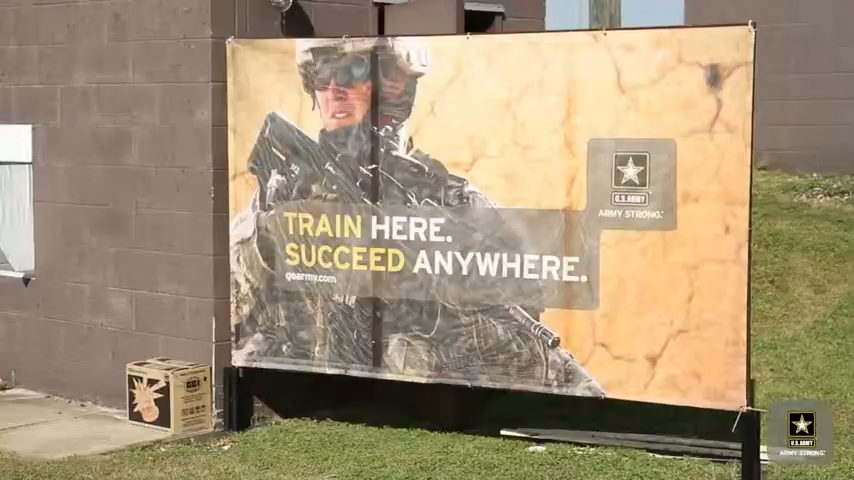 TRAIN HERE.
SUCCEED ANYWHERE.
goarmy.com
U.S.ARMY
ARMY STRONG.
U.S.ARMY
ARMY STRONG.